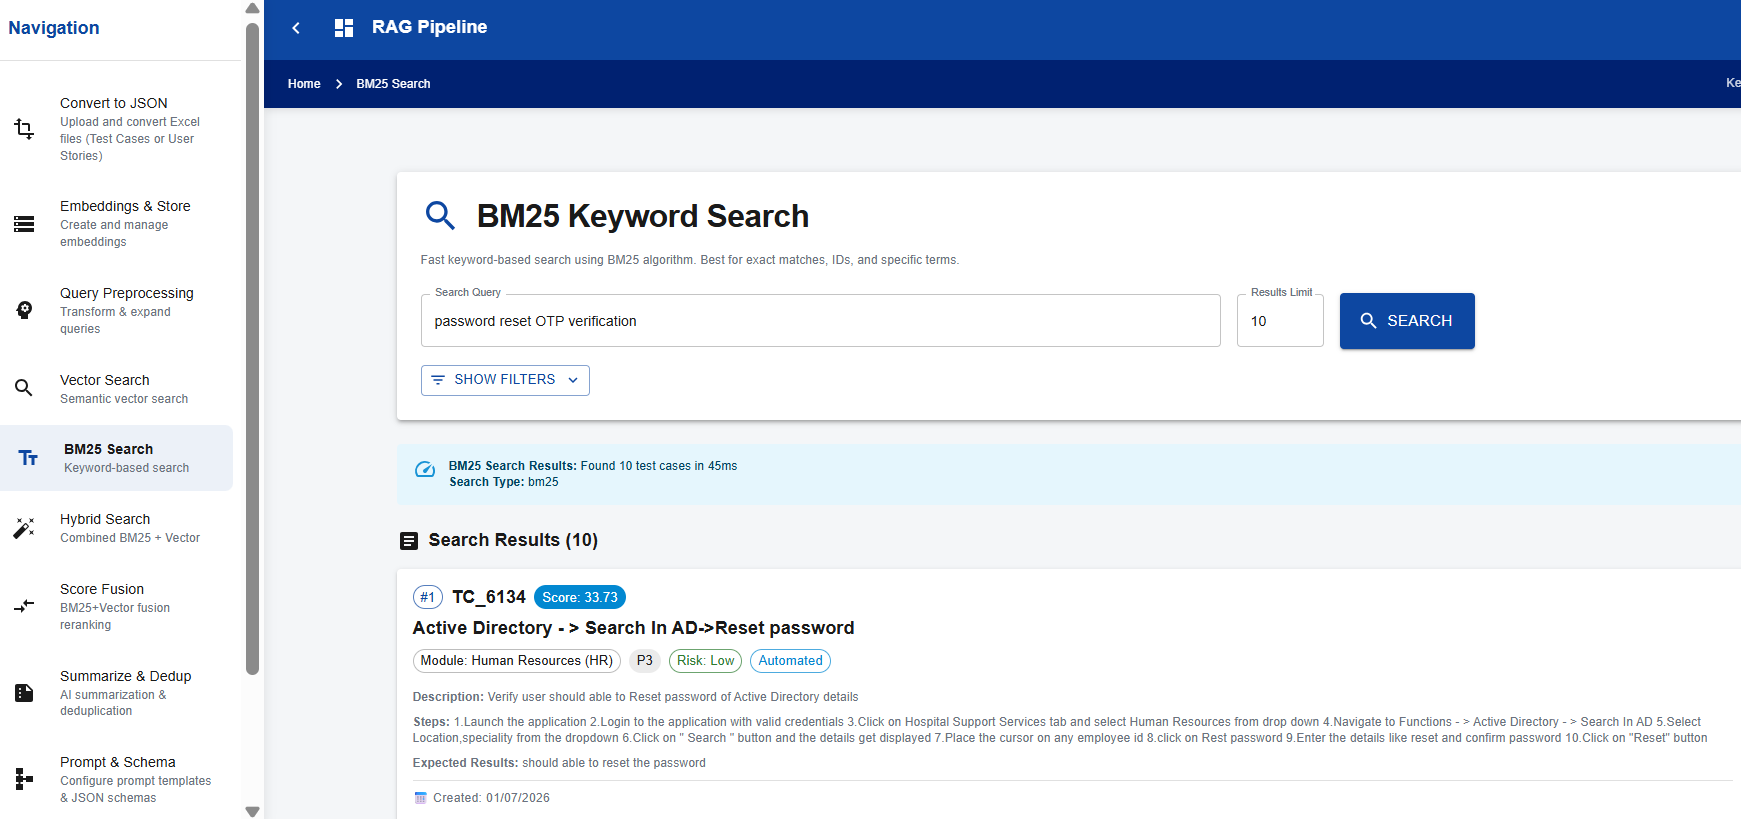 Navigation
Convert to JSON
Upload and convert Excel
files (Test Cases or User
Stories)
Embeddings & Store
Create and manage
embeddings
Query Preprocessing
Transform & expand
queries
Vector Search
Semantic vector search
BM25 Search
Keyword-based search
Hybrid Search
Combined BM25 + Vector
Score Fusion
BM25+Vector fusion
reranking
Summarize & Dedup
AI summarization &
deduplication
Prompt & Schema
Configure prompt templates
& JSON schemas
RAG Pipeline
Home > BM25 Search
Ke
BM25 Keyword Search
Fast keyword-based search using BM25 algorithm. Best for exact matches, IDs, and specific terms.
Search Query
password reset OTP verification
Results Limit
10
SEARCH
SHOW FILTERS
BM25 Search Results: Found 10 test cases in 45ms
Search Type: bm25
Search Results (10)
#1 TC_6134 Score: 33.73
Active Directory - > Search In AD->Reset password
Module: Human Resources (HR) P3 Risk: Low Automated
Description: Verify user should able to Reset password of Active Directory details
Steps: 1.Launch the application 2.Login to the application with valid credentials 3.Click on Hospital Support Services tab and select Human Resources from drop down 4.Navigate to Functions - > Active Directory - > Search In AD 5.Select
Location,speciality from the dropdown 6.Click on " Search " button and the details get displayed 7.Place the cursor on any employee id 8.click on Rest password 9.Enter the details like reset and confirm password 10.Click on "Reset" button
Expected Results: should able to reset the password
Created: 01/07/2026